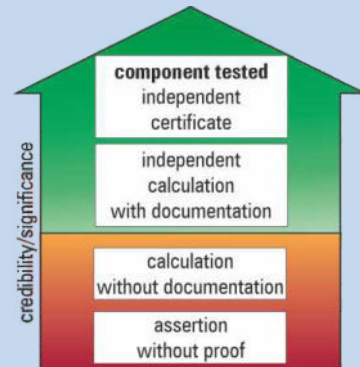 component tested
independent
certificate
independent
calculation
with documentation
calculation
without documentation
assertion
without proof
credibility/significance